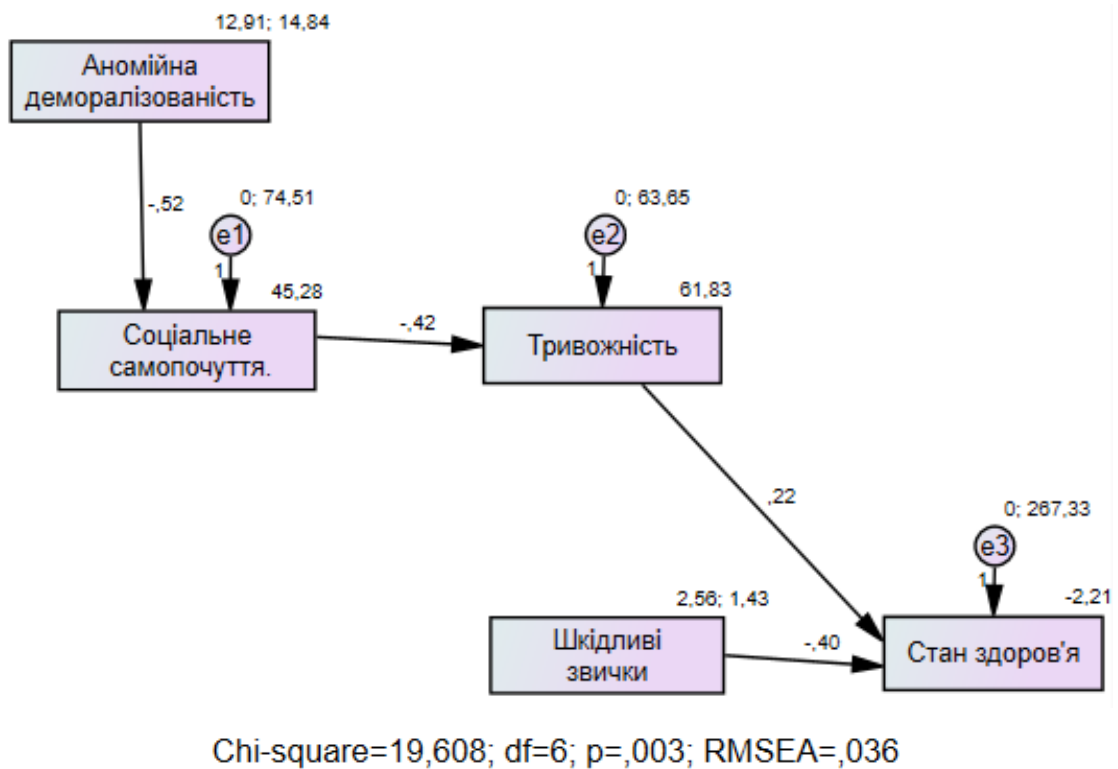 12,91; 14,84
Аномійна
деморалізованість
-,52
0; 74,51
e1
1
45,28
Соціальне
самопочуття.
-,42
0; 63,65
e2
1
61,83
Тривожність
,22
0; 267,33
e3
1
-2,21
2,56; 1,43
Шкідливі
звички
-,40
Стан здоров'я
Chi-square=19,608; df=6; p=,003; RMSEA=,036